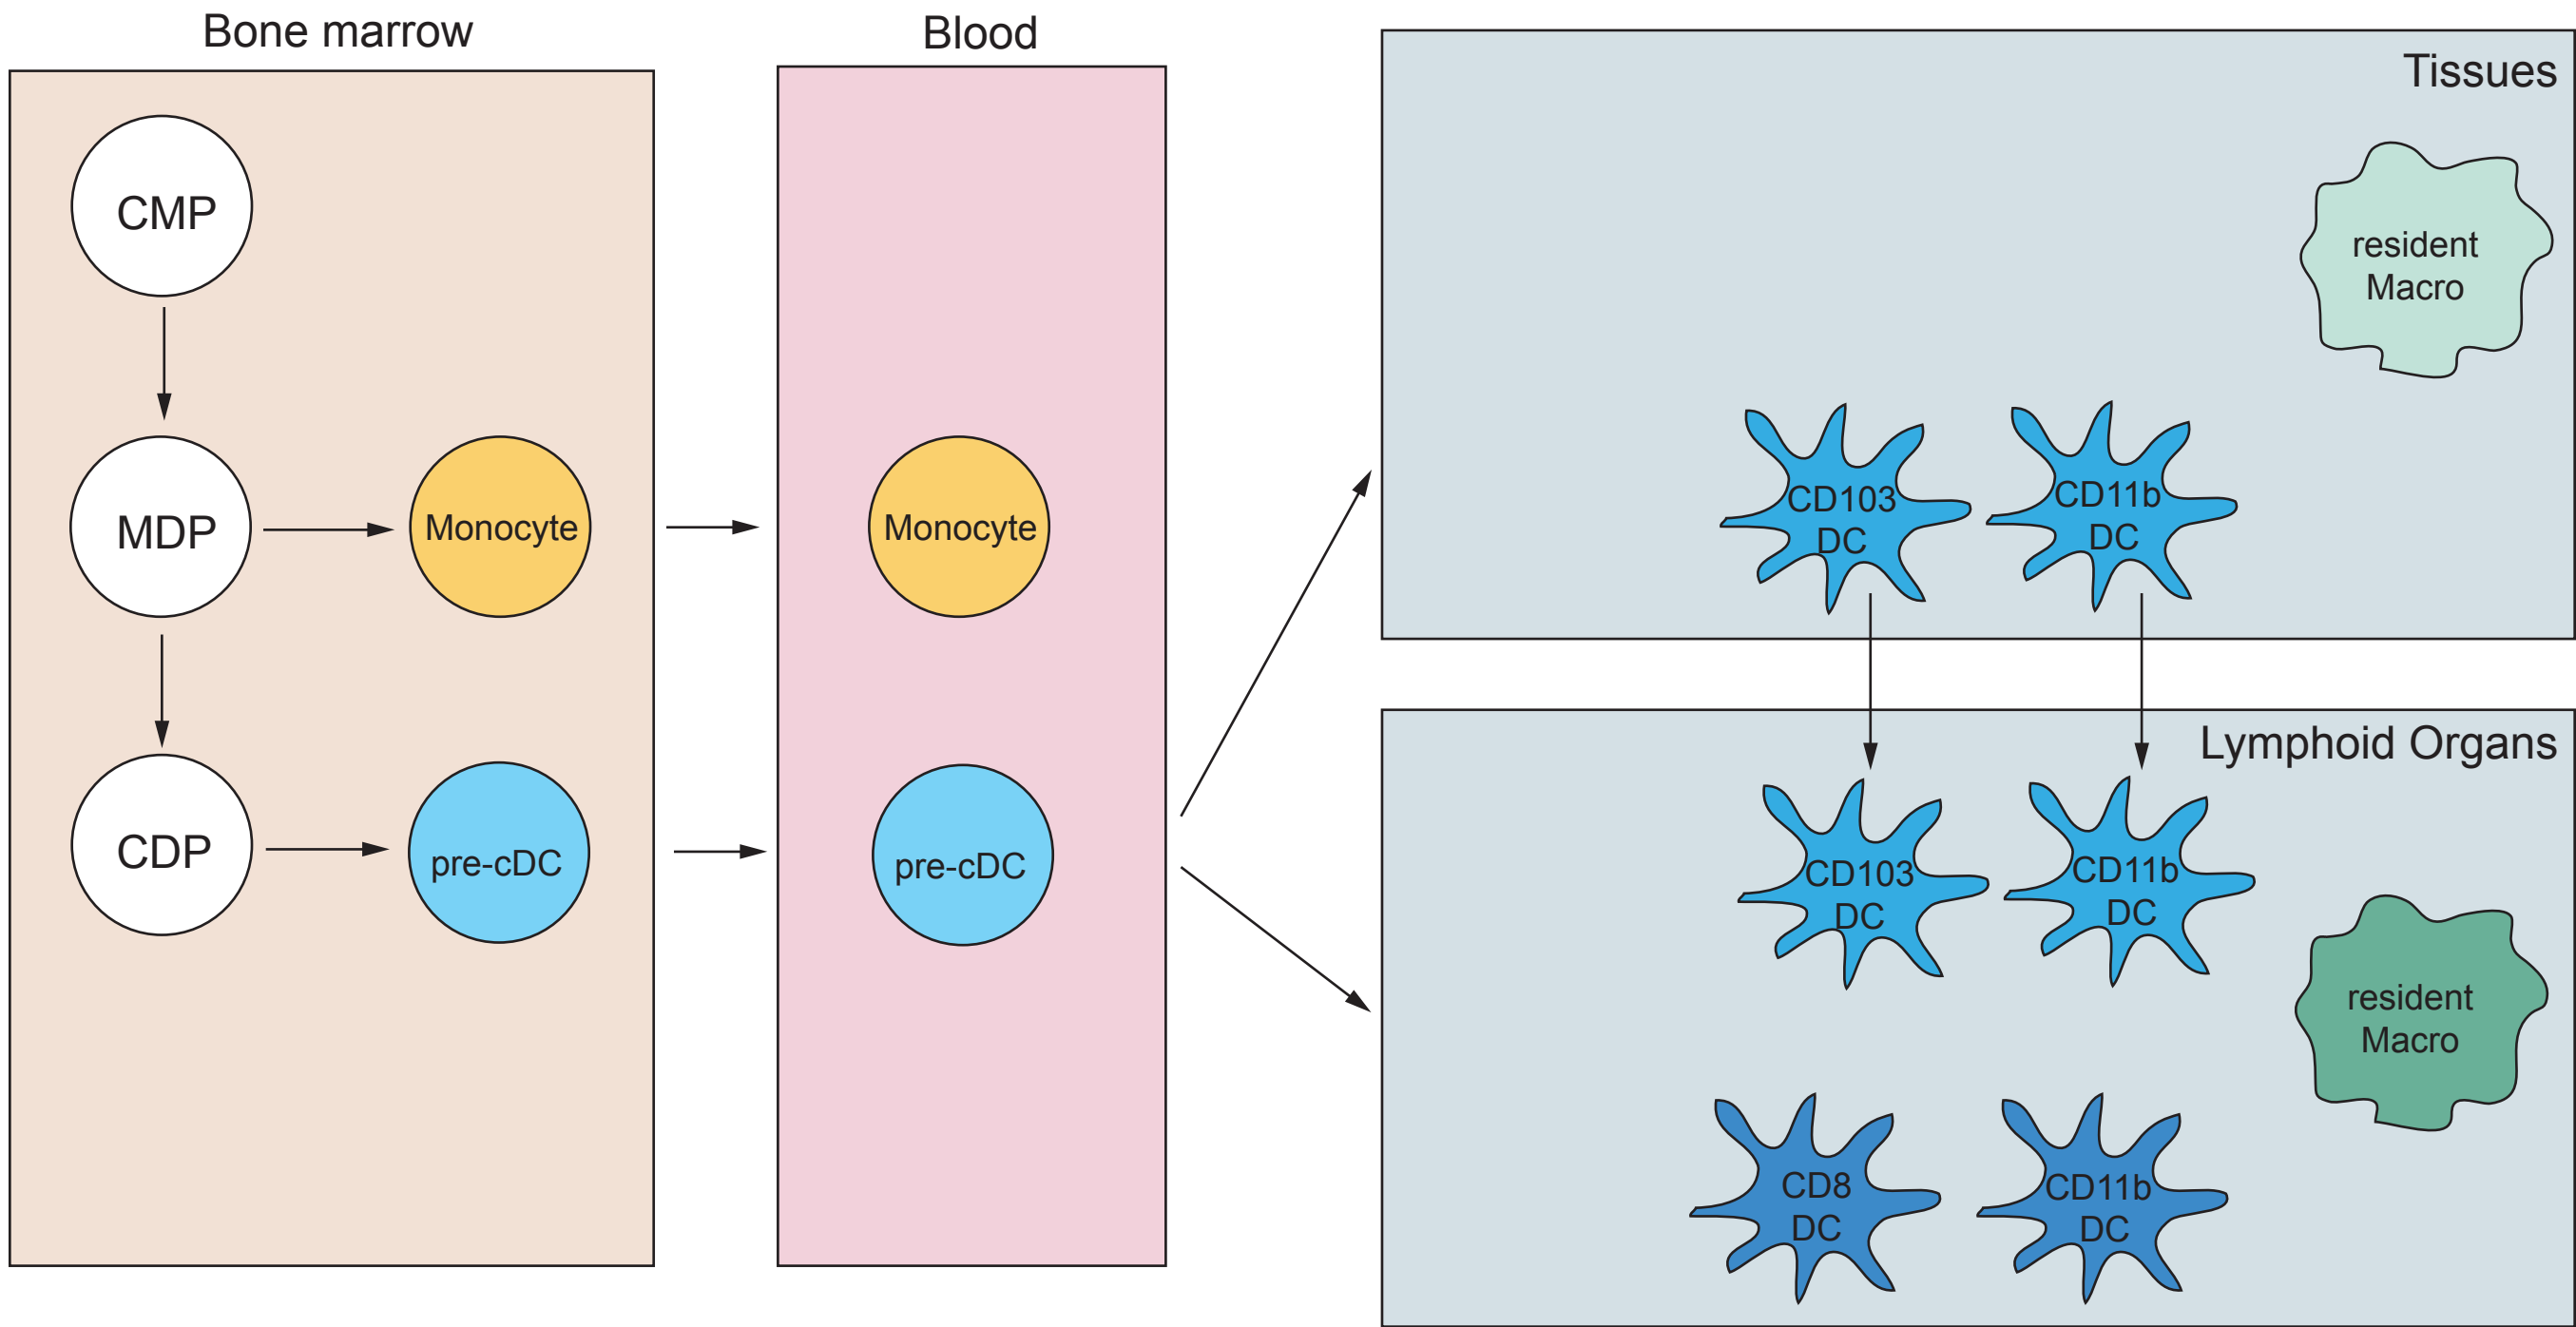 Bone marrow
CMP
MDP
Monocyte
CDP
pre-cDC
Blood
Monocyte
pre-cDC
Tissues
resident
Macro
CD103
DC
CD11b
DC
Lymphoid Organs
CD103
DC
CD11b
DC
resident
Macro
CD8
DC
CD11b
DC